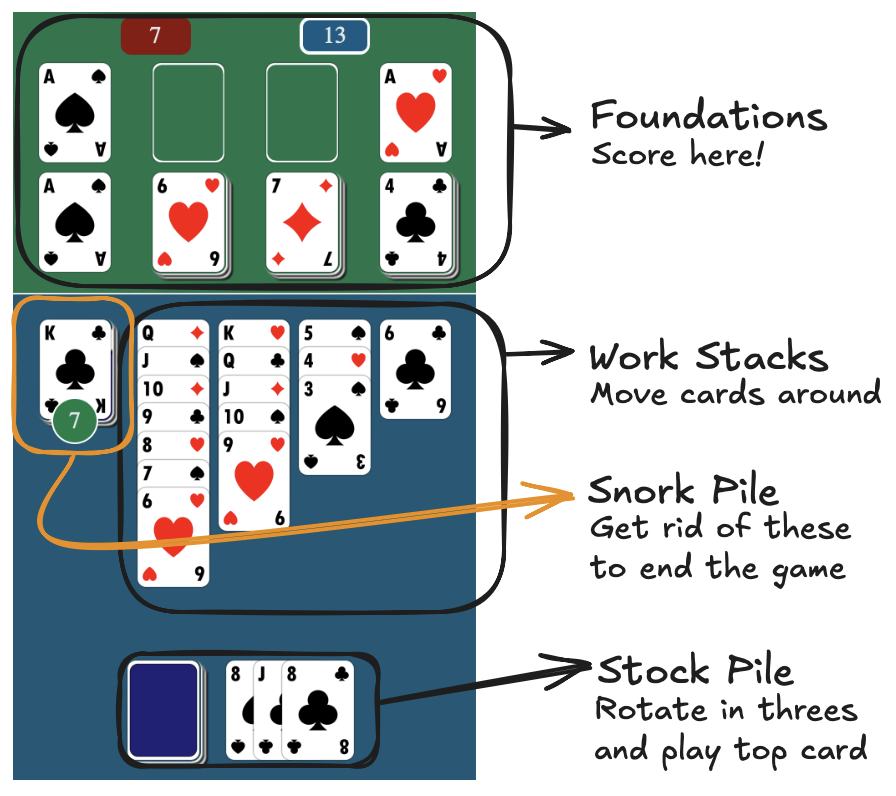 7 13
A A A A
A A 6 6 7 7 4 4
Foundations
Score here!
K K 7
Q K 5 6 6
J Q 4
10 J 3 3
9 10
8 9 9
7
6 6
Work Stacks
Move cards around
Snork Pile
Get rid of these
to end the game
8 J 8 8
Stock Pile
Rotate in threes
and play top card